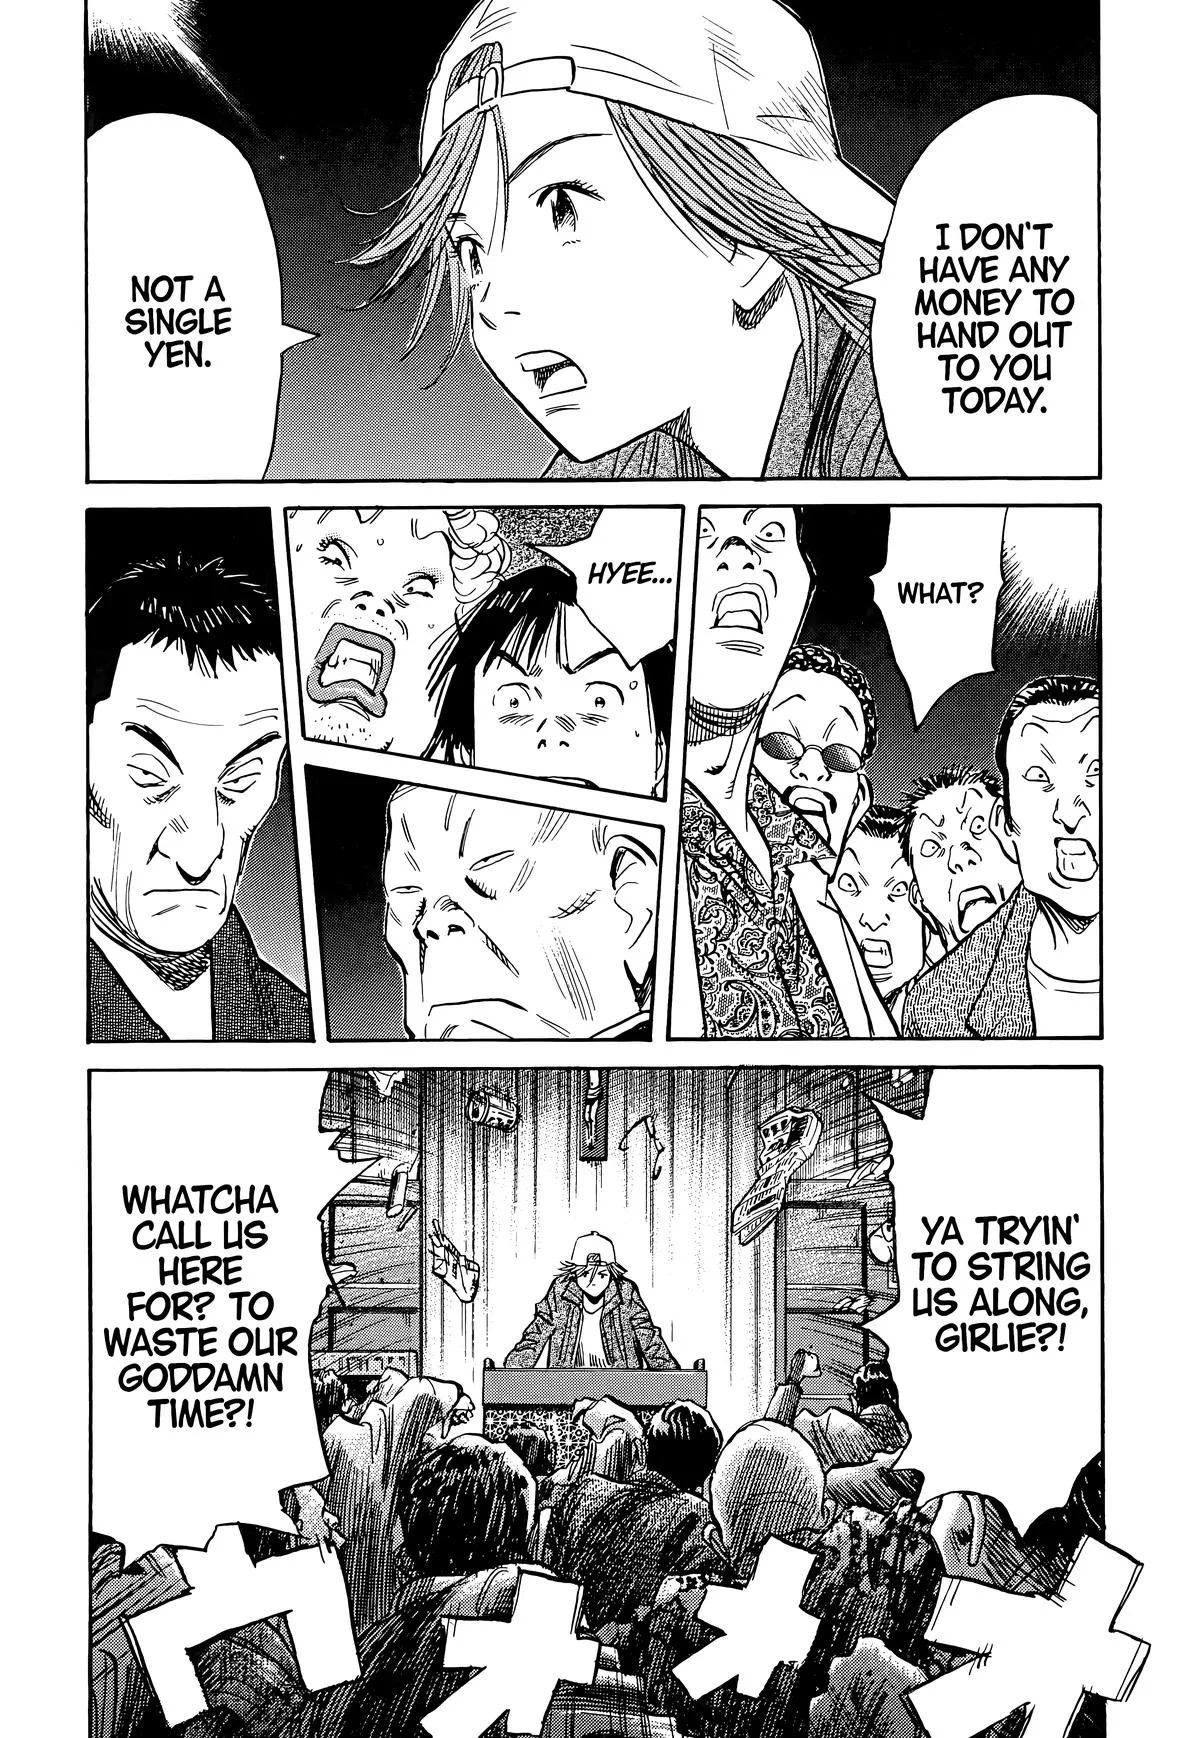 I DON'T
HAVE ANY
MONEY TO
HAND OUT
TO YOU
TODAY.
NOT A
SINGLE
YEN.
WHAT?
HYEE...
YA TRYIN'
TO STRING
US ALONG,
GIRLIE?!
WHATCHA
CALL US
HERE
FOR? TO
WASTE OUR
GODDAMN
TIME?!